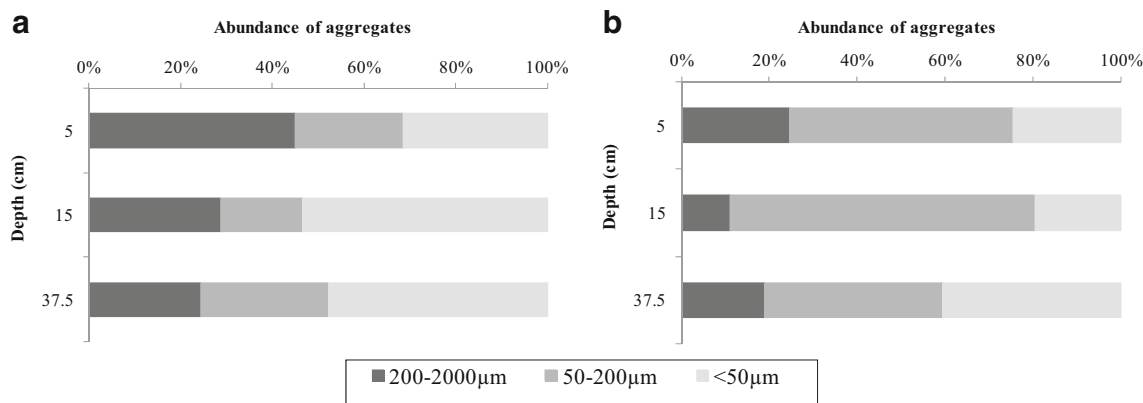 a
Abundance of aggregates
0% 20% 40% 60% 80% 100%
Depth (cm)
5
15
37.5
b
Abundance of aggregates
0% 20% 40% 60% 80% 100%
Depth (cm)
5
15
37.5
200-2000µm 50-200µm <50µm